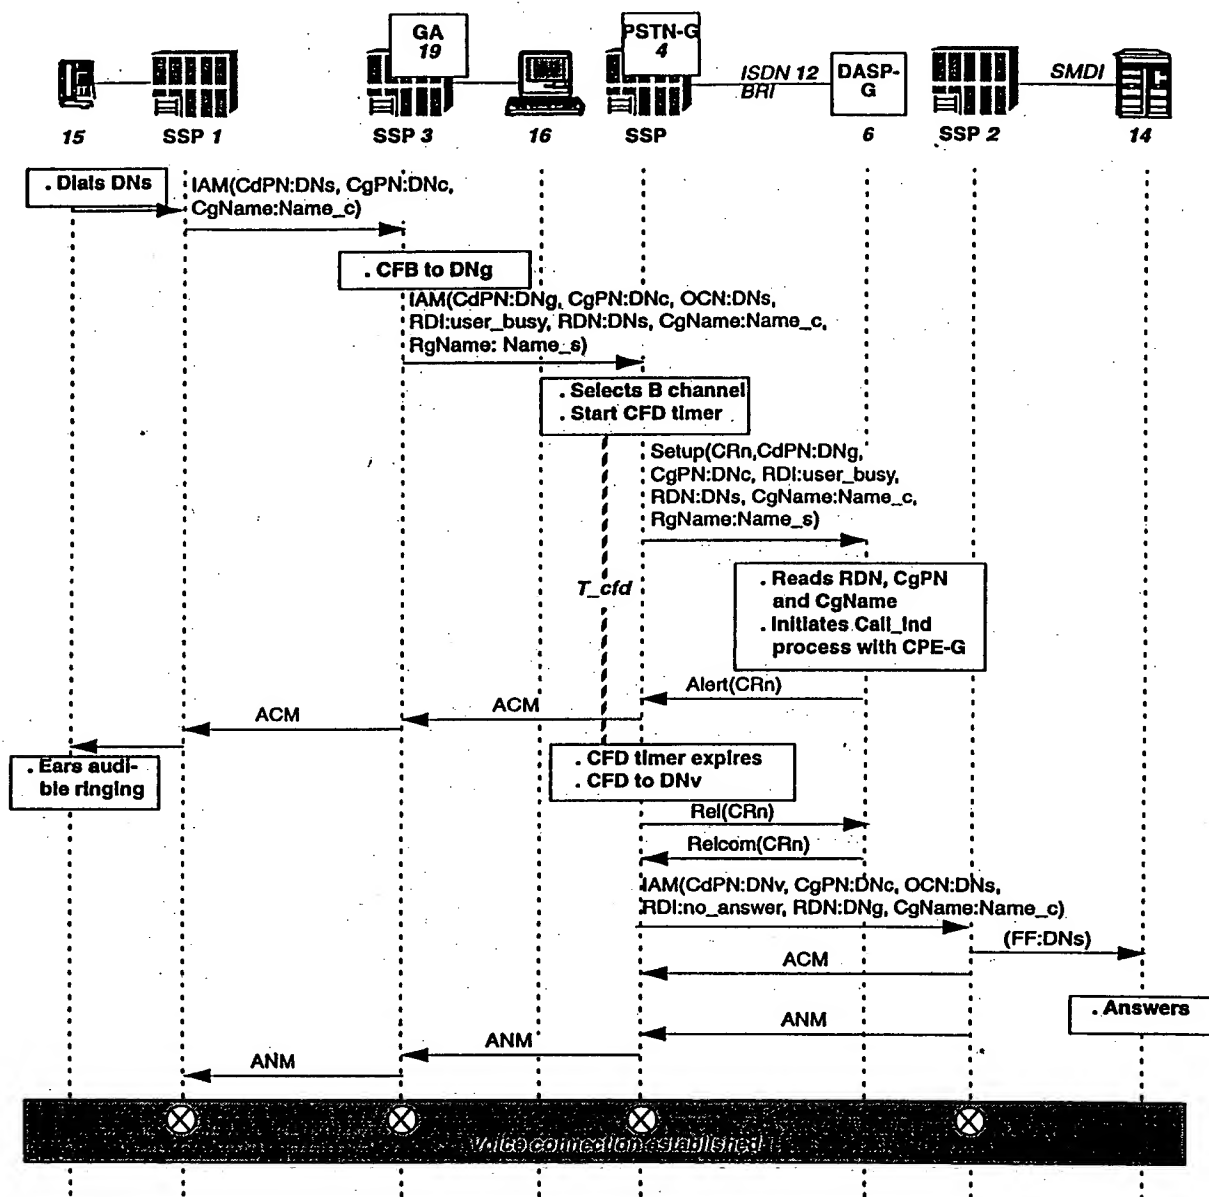 GA
19
PSTN-G
4
ISDN 12
BRI
DASP-
G
SMDI
15
SSP 1
SSP 3
16
SSP
6
SSP 2
14
. Dials DNs
IAM(CdPN:DNs, CgPN:DNc,
CgName:Name_c)
. CFB to DNg
IAM(CdPN:DNg, CgPN:DNc, OCN:DNs,
RDI:user_busy, RDN:DNs, CgName:Name_c,
RgName: Name_s)
. Selects B channel
. Start CFD timer
Setup(CRn,CdPN:DNg,
CgPN:DNc, RDI:user_busy,
RDN:DNs, CgName:Name_c,
RgName:Name_s)
T_cfd
. Reads RDN, CgPN
and CgName
. Initiates Call_Ind
process with CPE-G
Alert(CRn)
ACM
ACM
. Ears audi-
ble ringing
. CFD timer expires
. CFD to DNv
Rel(CRn)
Relcom(CRn)
IAM(CdPN:DNv, CgPN:DNc, OCN:DNs,
RDI:no_answer, RDN:DNg, CgName:Name_c)
(FF:DNs)
ACM
. Answers
ANM
ANM
ANM
Voice connection established